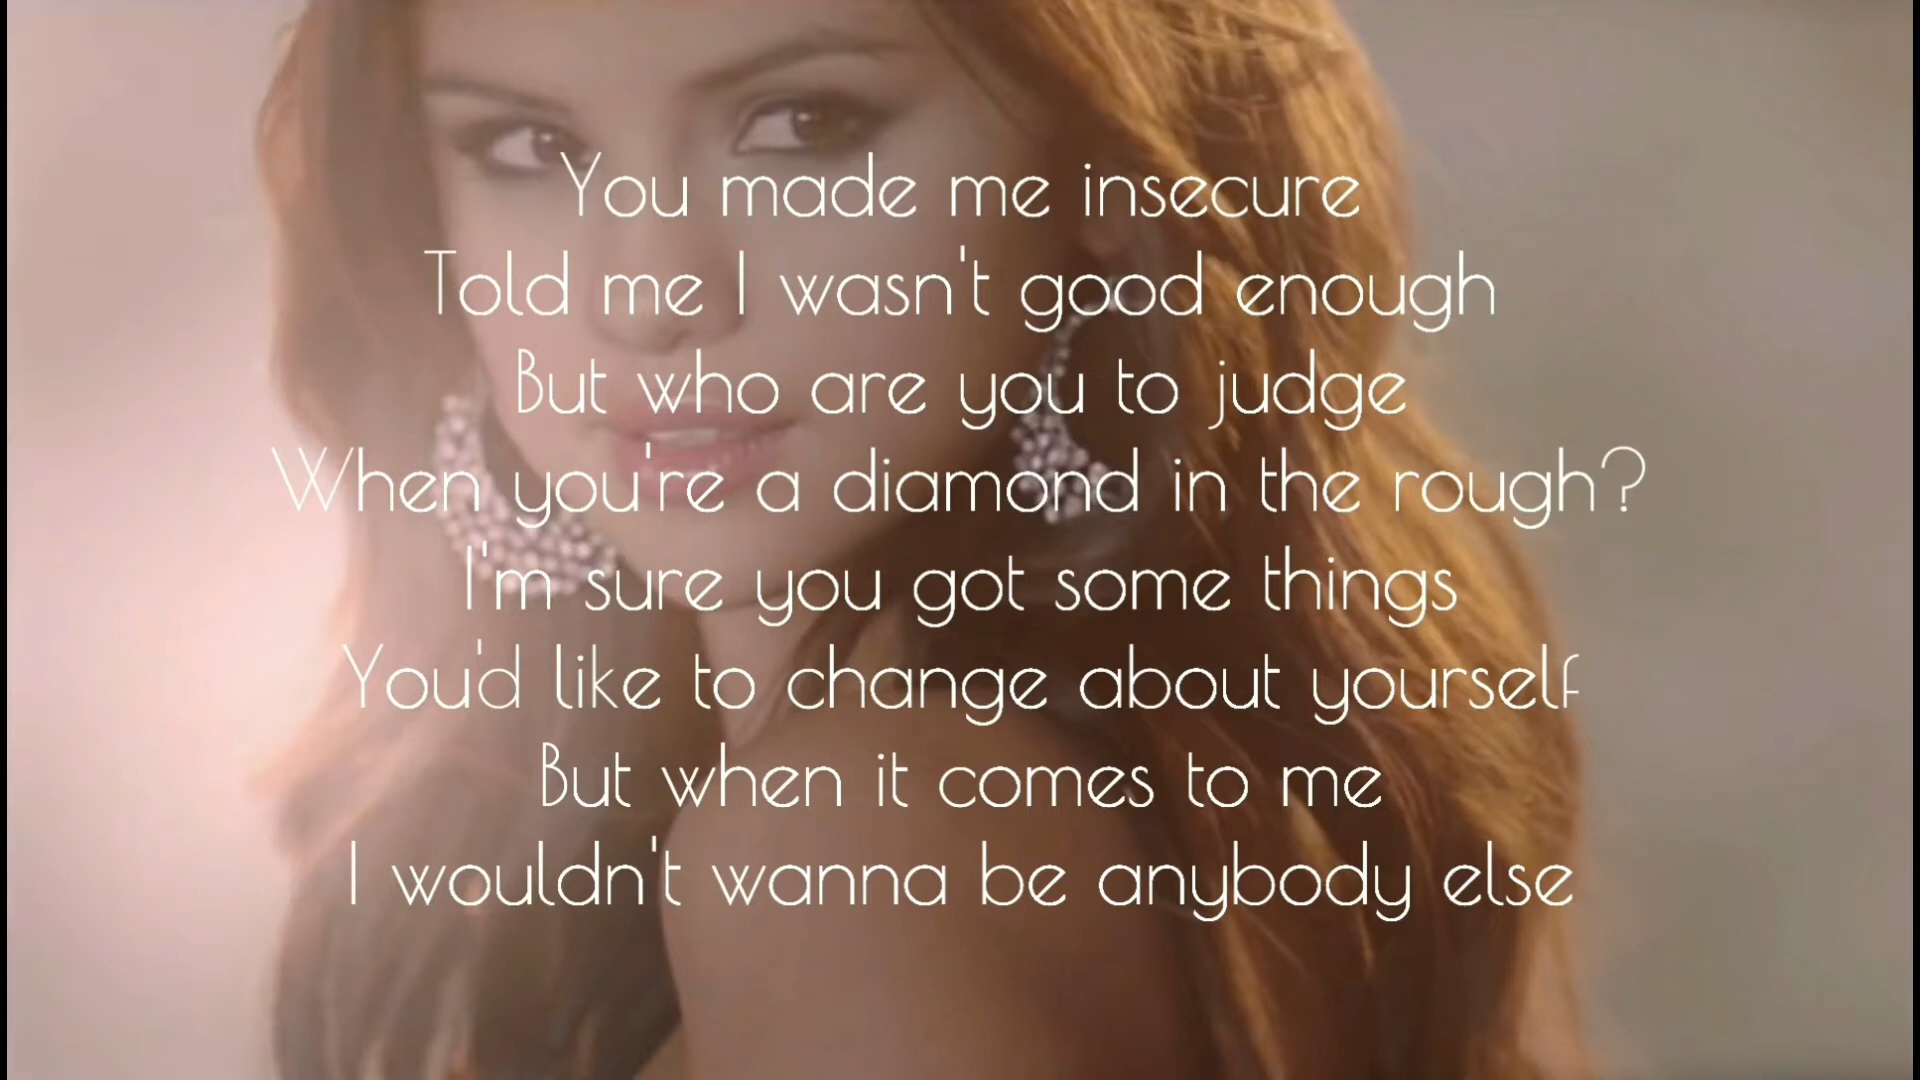 You made me insecure
Told me I wasn't good enough
But who are you to judge
When you're a diamond in the rough?
I'm sure you got some things
You'd like to change about yourself
But when it comes to me
I wouldn't wanna be anybody else